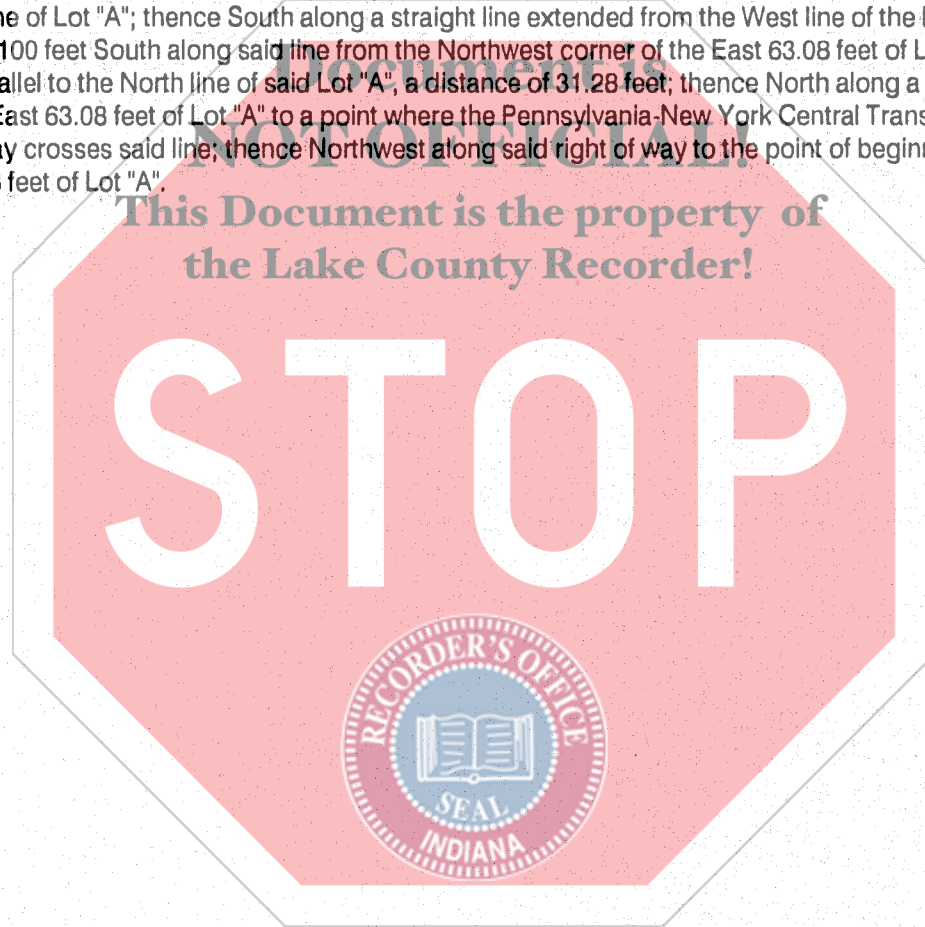 ne of Lot "A"; thence South along a straight line extended from the West line of the
100 feet South along said line from the Northwest corner of the East 63.08 feet of L
allel to the North line of said Lot "A", a distance of 31.28 feet; thence North along a
East 63.08 feet of Lot "A" to a point where the Pennsylvania-New York Central Trans
ay crosses said line; thence Northwest along said right of way to the point of beginn
feet of Lot "A".
Document is
NOT OFFICIAL!
This Document is the property of
the Lake County Recorder!
STOP
RECORDER'S OFFICE
SEAL
INDIANA